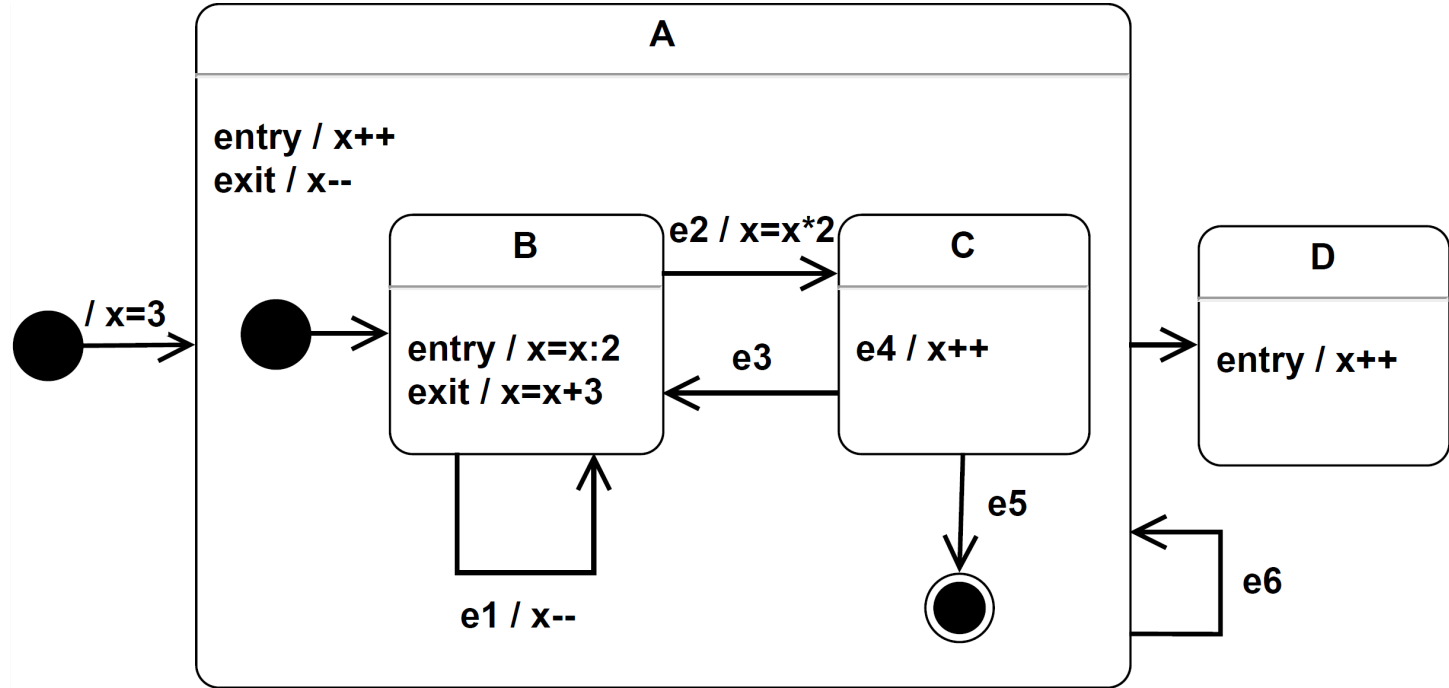 A
entry / x++
exit / x--
/ x=3
B
entry / x=x:2
exit / x=x+3
e2 / x=x*2
e3
C
e4 / x++
D
entry / x++
e5
e1 / x--
e6